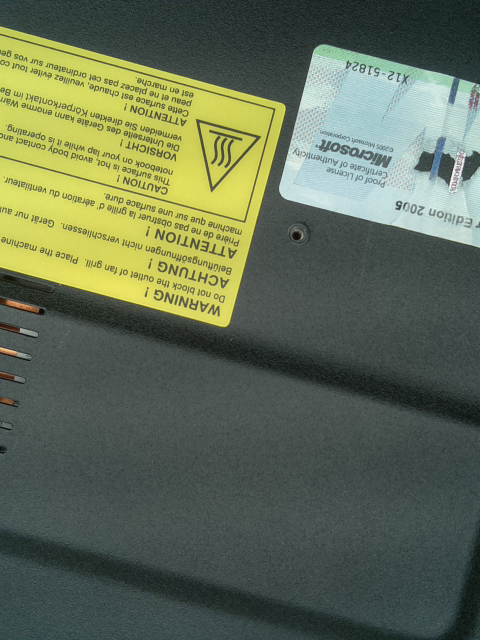 WARNING !
Do not block the outlet of fan grill. Place the machine
ACHTUNG !
Belüftungsöffnungen nicht verschliessen. Gerät nur auf
ATTENTION !
Prière de ne pas obstruer la grille d' aération du ventilateur.
machine que sur une surface dure.
CAUTION !
This surface is hot, avoid body contact and
notebook on your lap while is operating.
VORSICHT !
Die Unterseite des Geräts kann enorme Wärm
vermeiden Sie direkten Körperkontakt im Be
ATTENTION !
Cette surface est chaude, veuillez éviter tout co
peau et ne placez pas cet ordinateur sur vos ge
est en marche.
r Edition 2005
Proof of License
Certificate of Authenticity
Microsoft
©2005 Microsoft Corporation
X12-51824